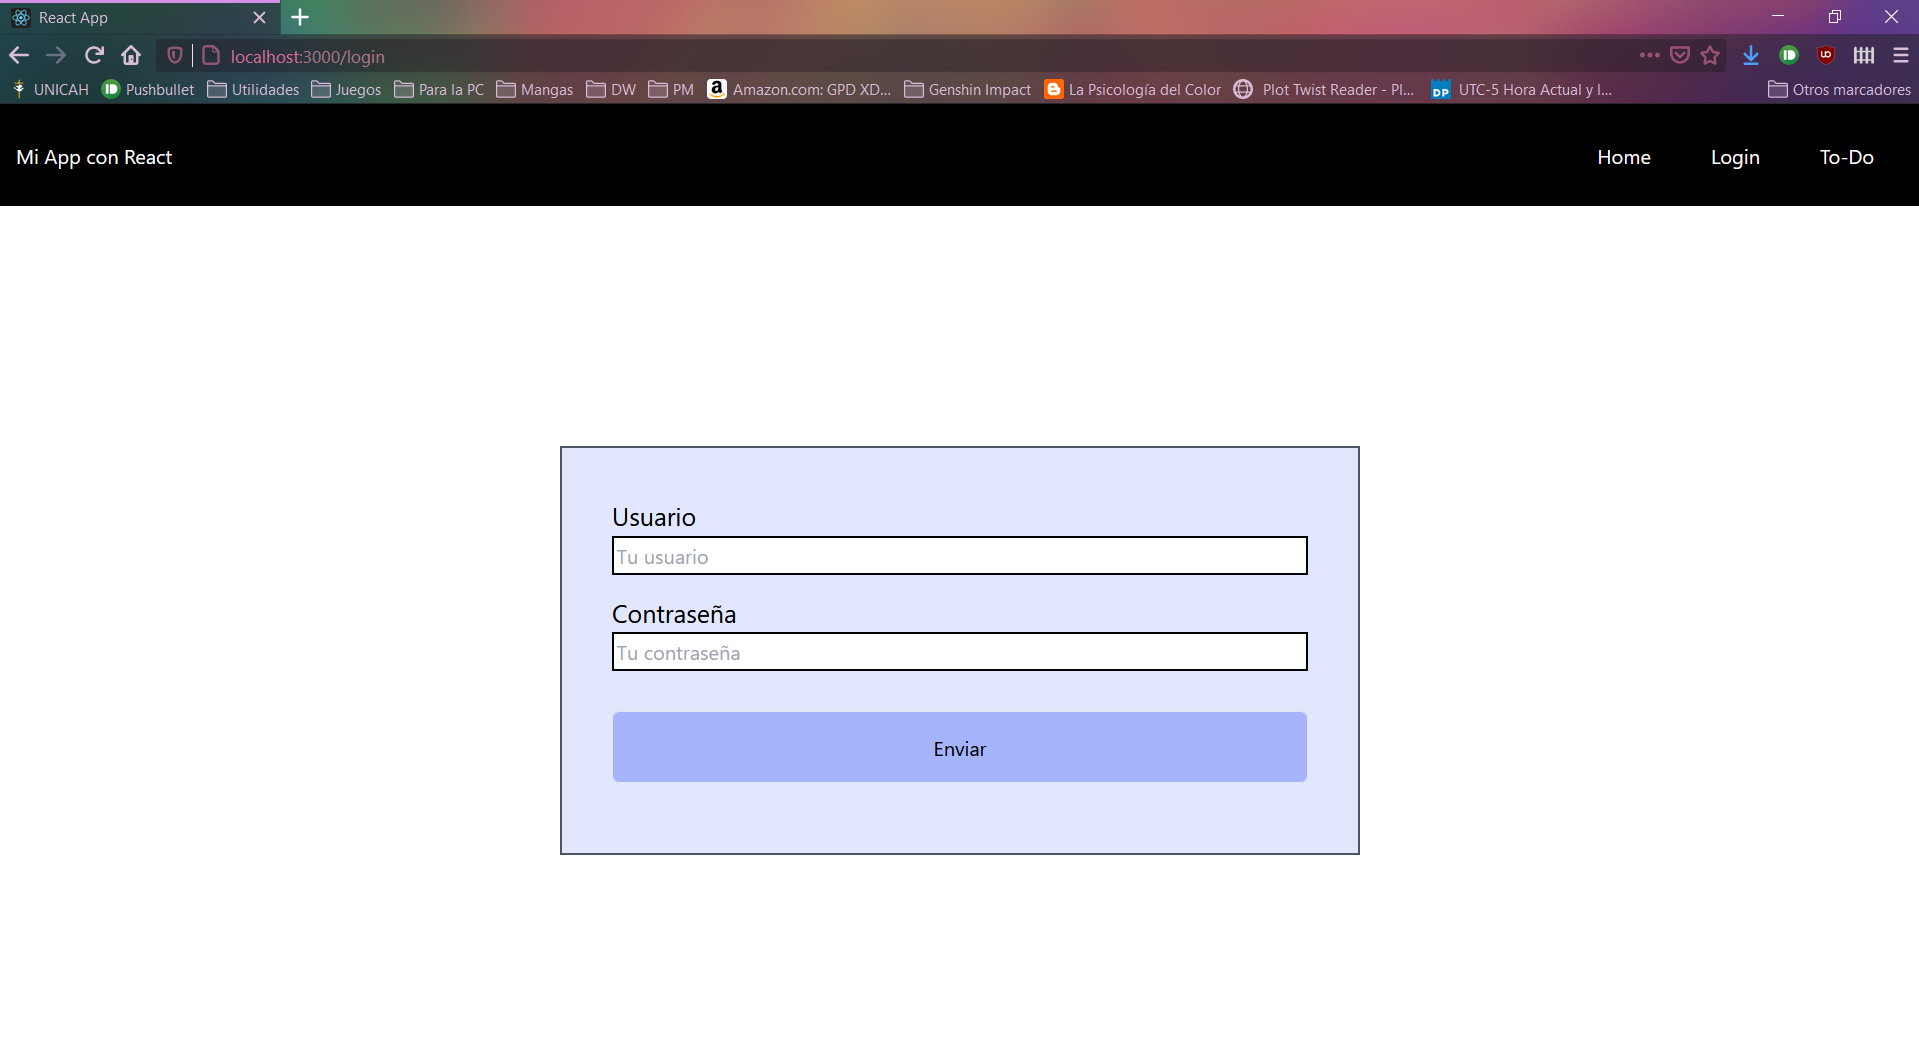 React App
localhost:3000/login
UNICAH Pushbullet Utilidades Juegos Para la PC Mangas DW PM Amazon.com: GPD XD... Genshin Impact La Psicología del Color Plot Twist Reader - Pl... UTC-5 Hora Actual y l... Otros marcadores
Mi App con React Home Login To-Do
Usuario
Tu usuario
Contraseña
Tu contraseña
Enviar